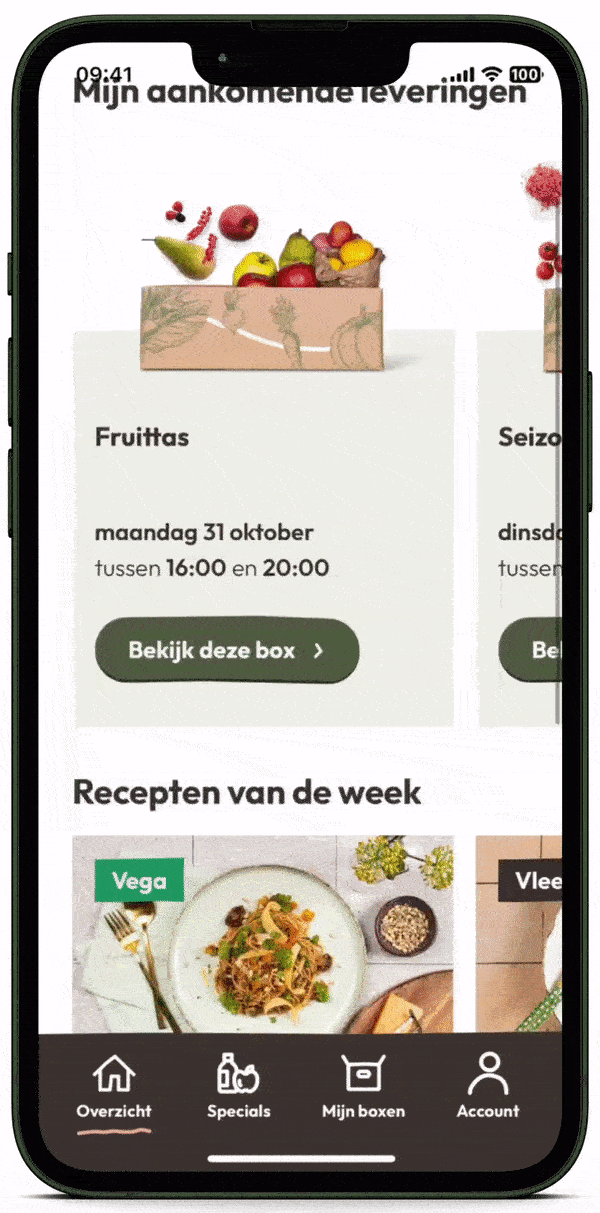 09:41
100
Mijn aankomende leveringen
Fruittas
Seizo
maandag 31 oktober
dinsda
tussen 16:00 en 20:00
tussen
Bekijk deze box
Bel
Recepten van de week
Vega
Vlee
Overzicht
Specials
Mijn boxen
Account